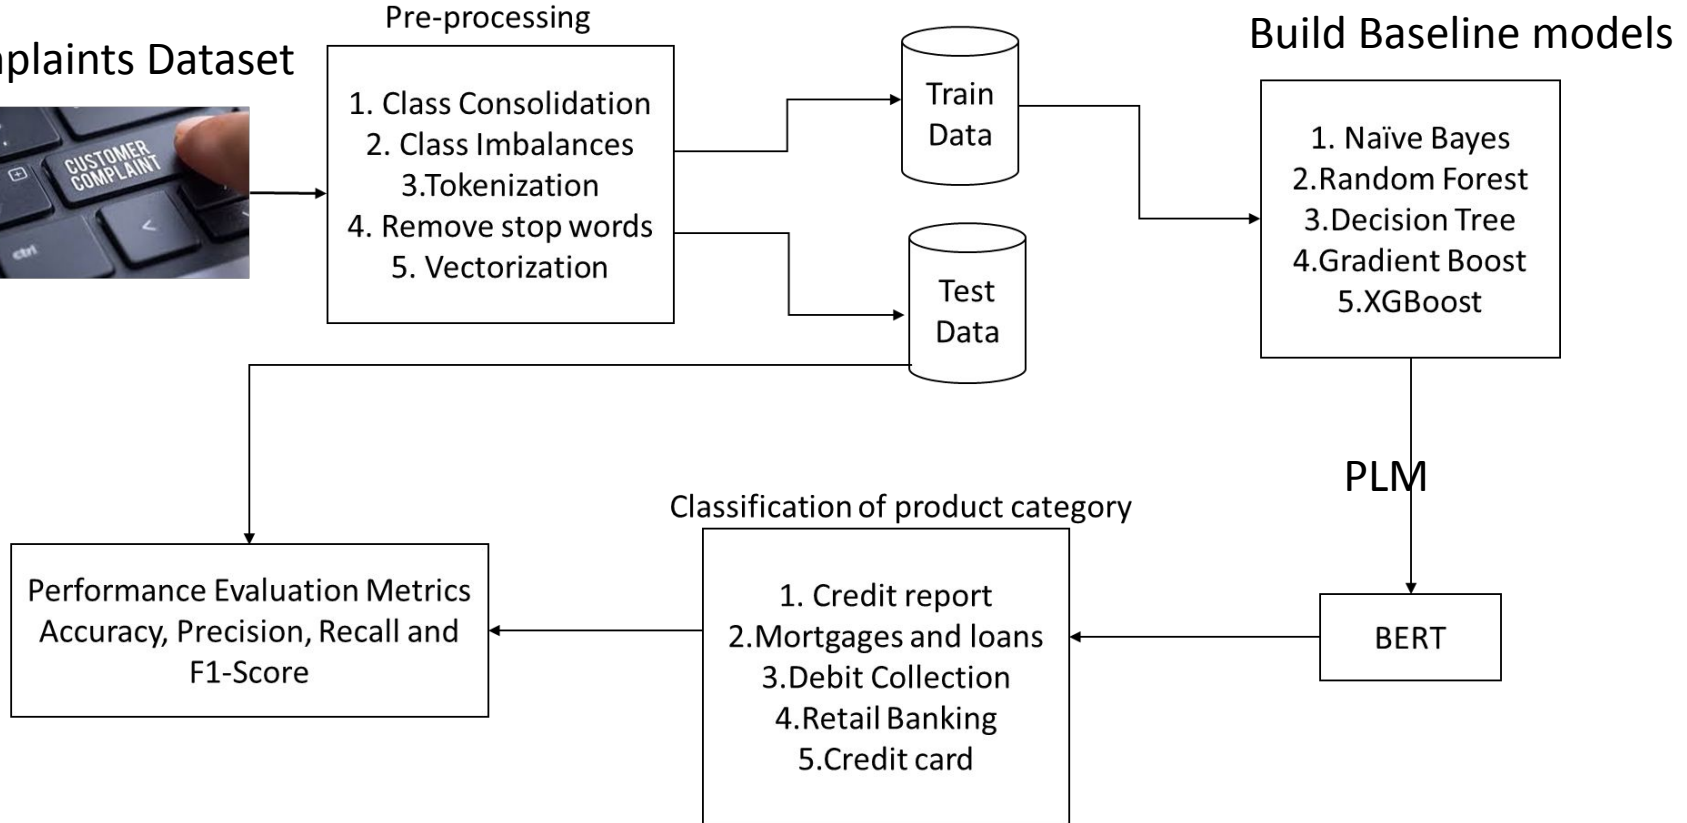 Pre-processing
Build Baseline models
Dataset
CUSTOMER
COMPLAINT
ctrl
1. Class Consolidation
2. Class Imbalances
3.Tokenization
4. Remove stop words
5. Vectorization
Train
Data
Test
Data
1. Naïve Bayes
2.Random Forest
3.Decision Tree
4.Gradient Boost
5.XGBoost
PLM
BERT
Classification of product category
1. Credit report
2.Mortgages and loans
3.Debit Collection
4.Retail Banking
5.Credit card
Performance Evaluation Metrics
Accuracy, Precision, Recall and
F1-Score